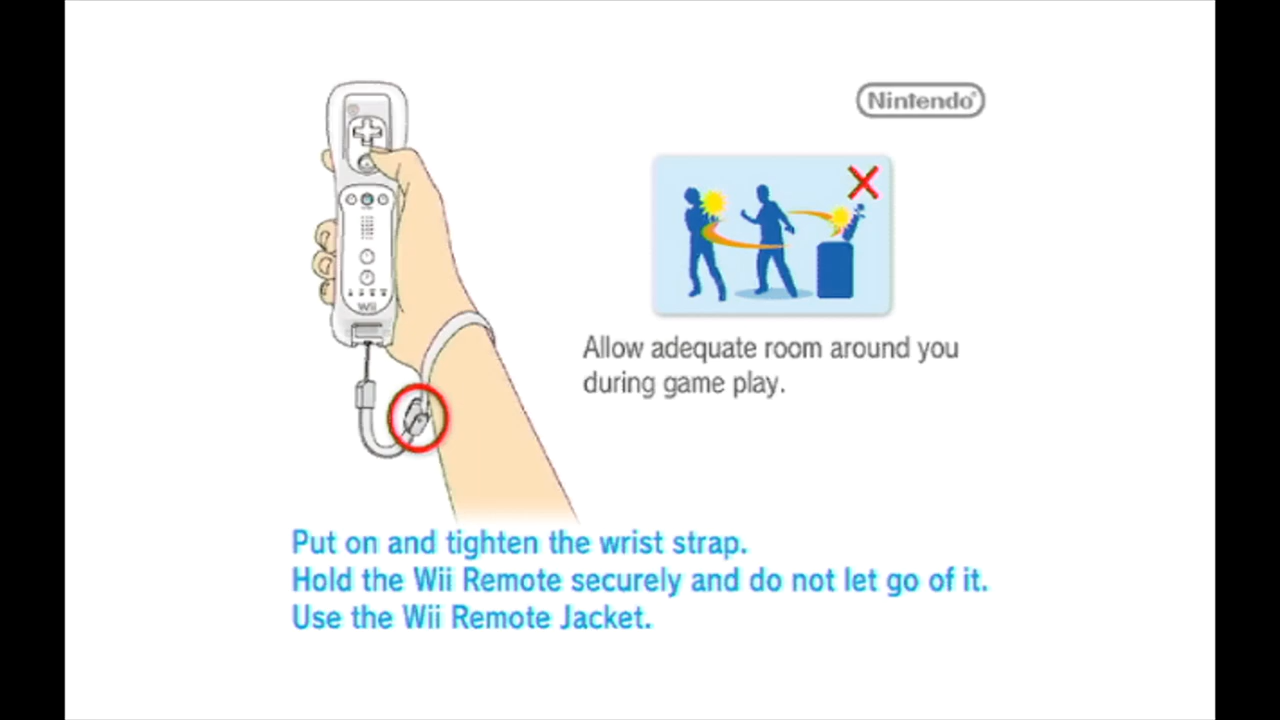 Nintendo®
Allow adequate room around you
during game play.
Wii
Put on and tighten the wrist strap.
Hold the Wii Remote securely and do not let go of it.
Use the Wii Remote Jacket.